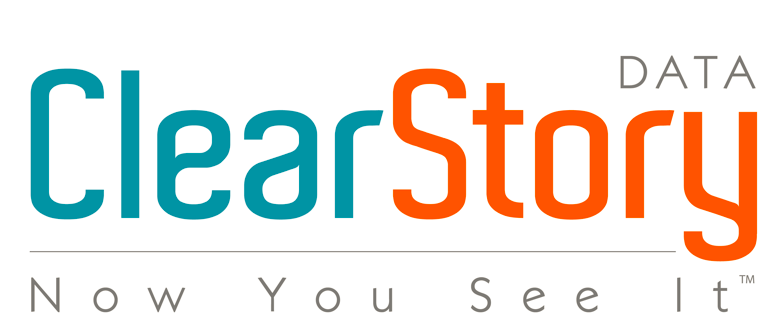 DATA
ClearStory
Now You See It™